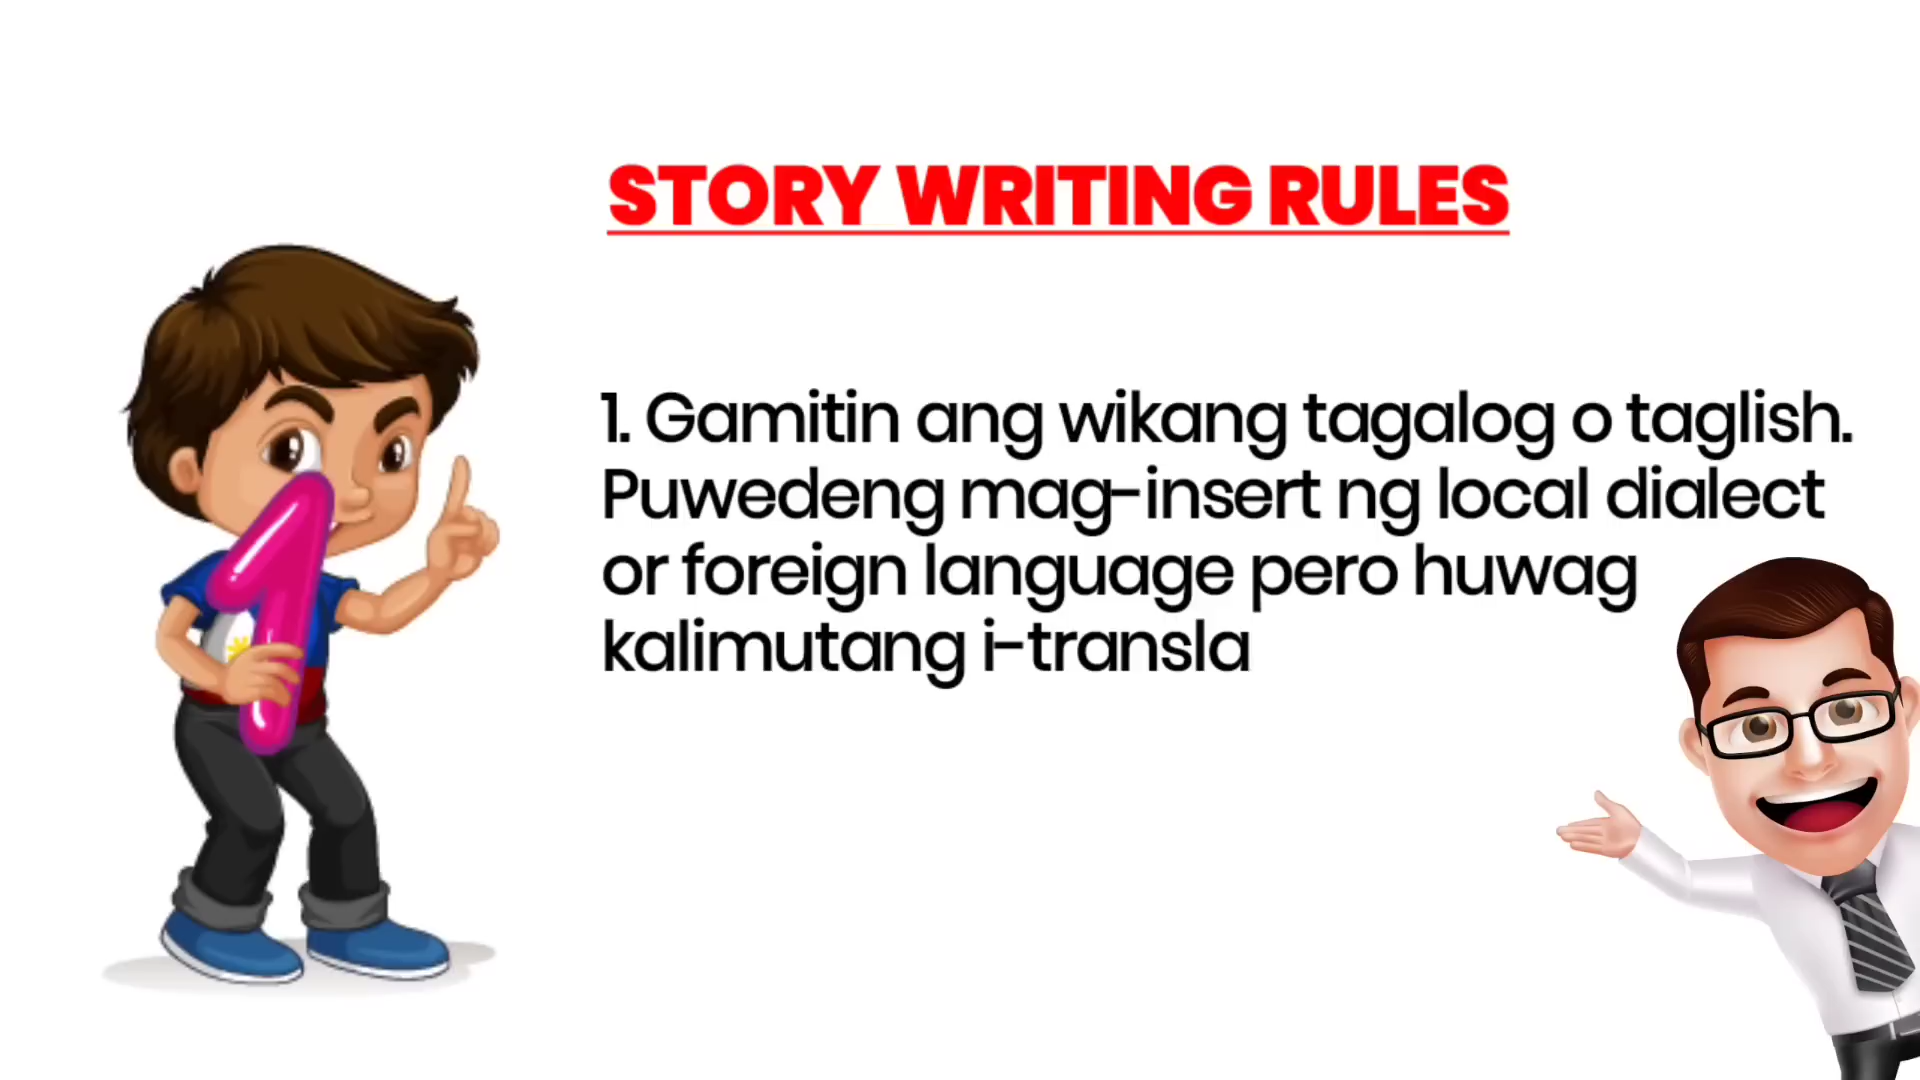 STORY WRITING RULES
1. Gamitin ang wikang tagalog o taglish.
Puwedeng mag-insert ng local dialect
or foreign language pero huwag
kalimutang i-transla